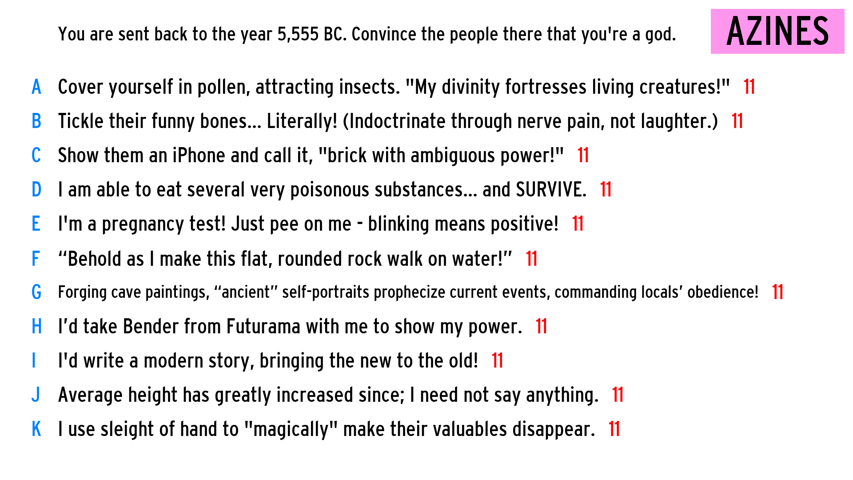 You are sent back to the year 5,555 BC. Convince the people there that you're a god.
AZINES
A Cover yourself in pollen, attracting insects. "My divinity fortresses living creatures!" 11
B Tickle their funny bones... Literally! (Indoctrinate through nerve pain, not laughter.) 11
C Show them an iPhone and call it, "brick with ambiguous power!" 11
D I am able to eat several very poisonous substances... and SURVIVE. 11
E I'm a pregnancy test! Just pee on me - blinking means positive! 11
F “Behold as I make this flat, rounded rock walk on water!” 11
G Forging cave paintings, “ancient” self-portraits prophecize current events, commanding locals’ obedience! 11
H I’d take Bender from Futurama with me to show my power. 11
I I'd write a modern story, bringing the new to the old! 11
J Average height has greatly increased since; I need not say anything. 11
K I use sleight of hand to "magically" make their valuables disappear. 11